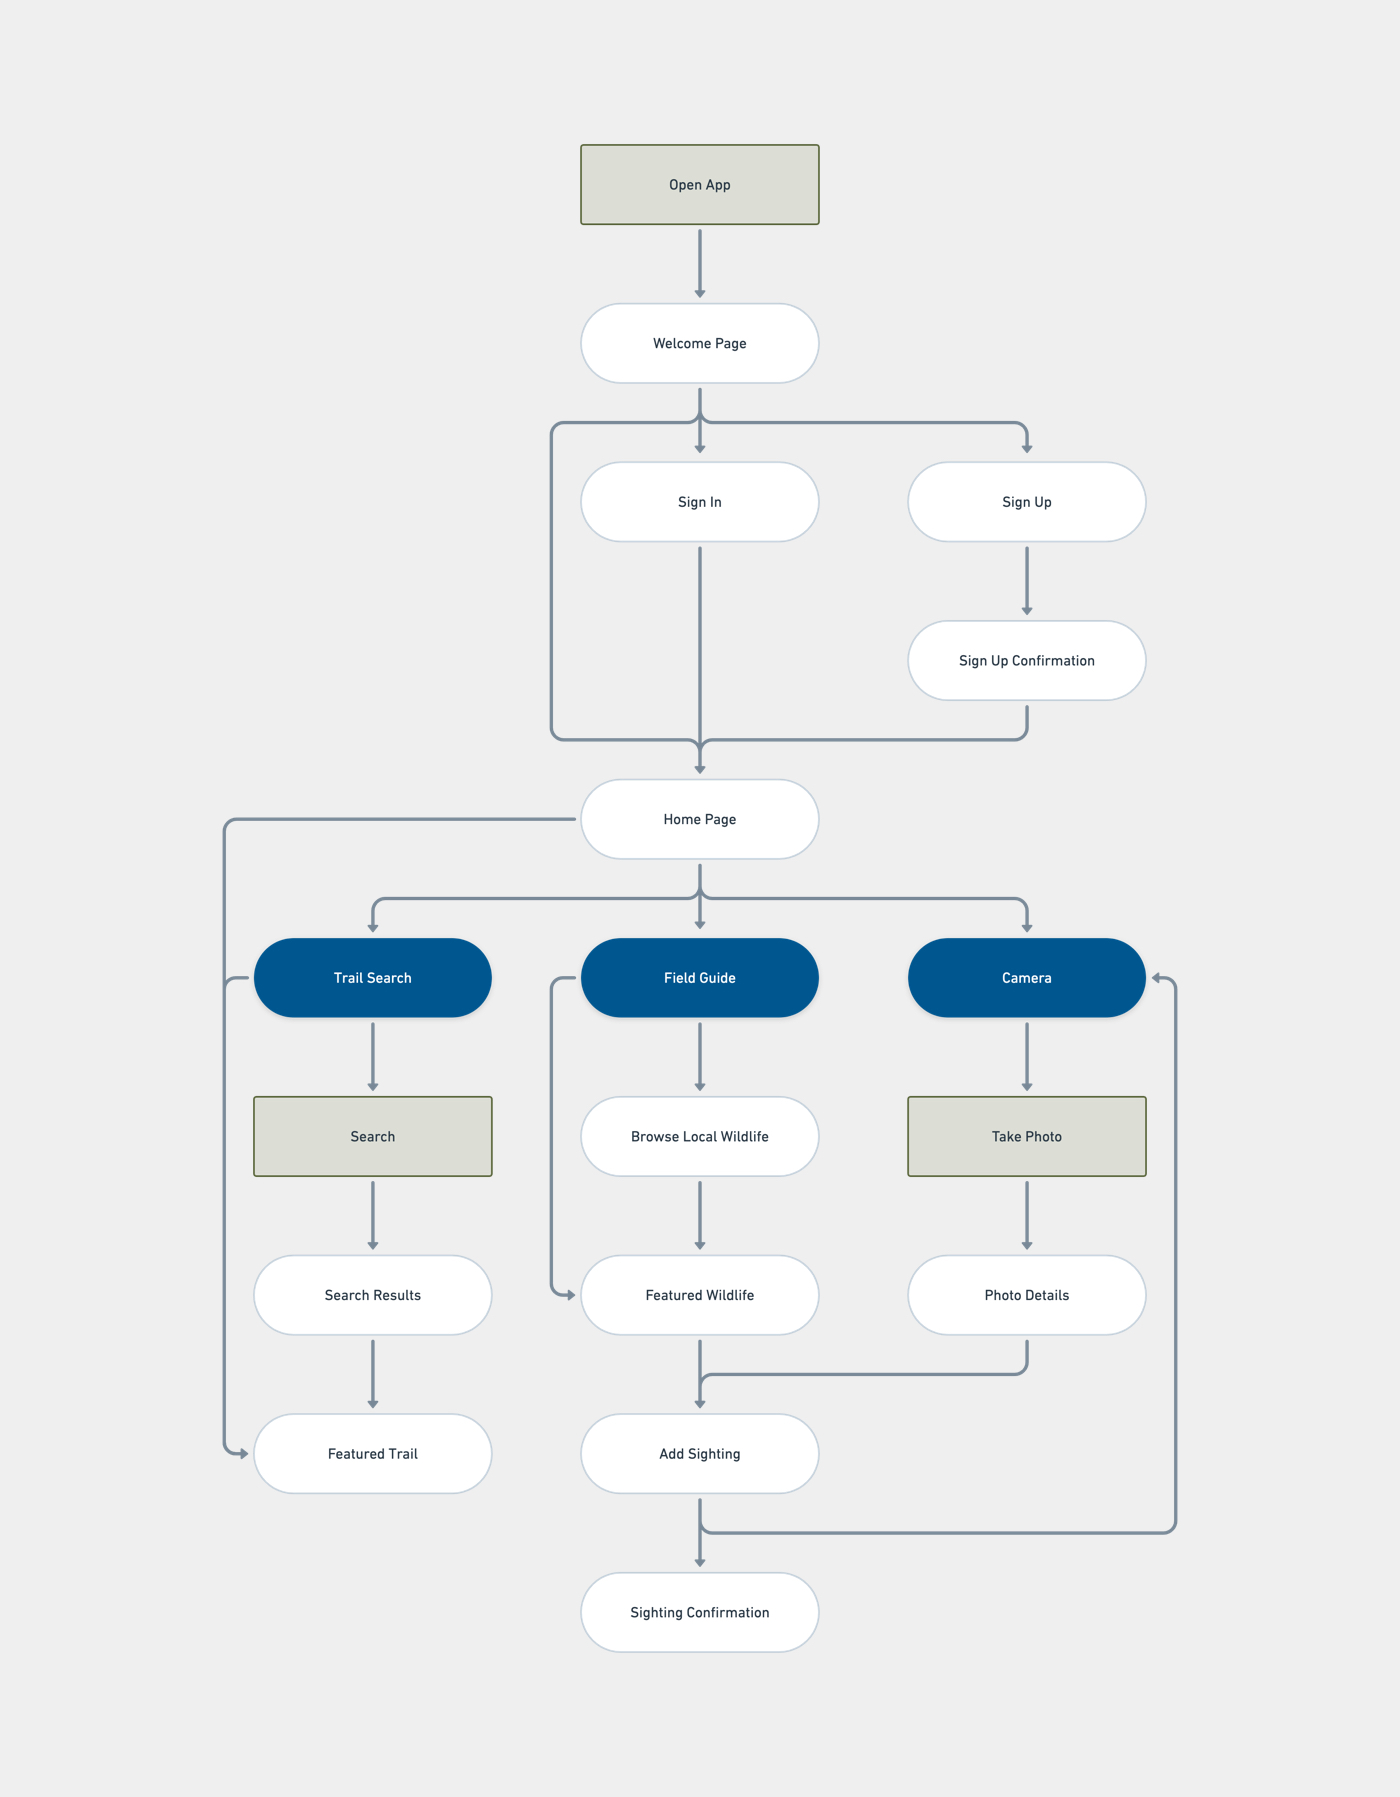 Open App
Welcome Page
Sign In
Sign Up
Sign Up Confirmation
Home Page
Trail Search
Field Guide
Camera
Search
Browse Local Wildlife
Take Photo
Search Results
Featured Wildlife
Photo Details
Featured Trail
Add Sighting
Sighting Confirmation